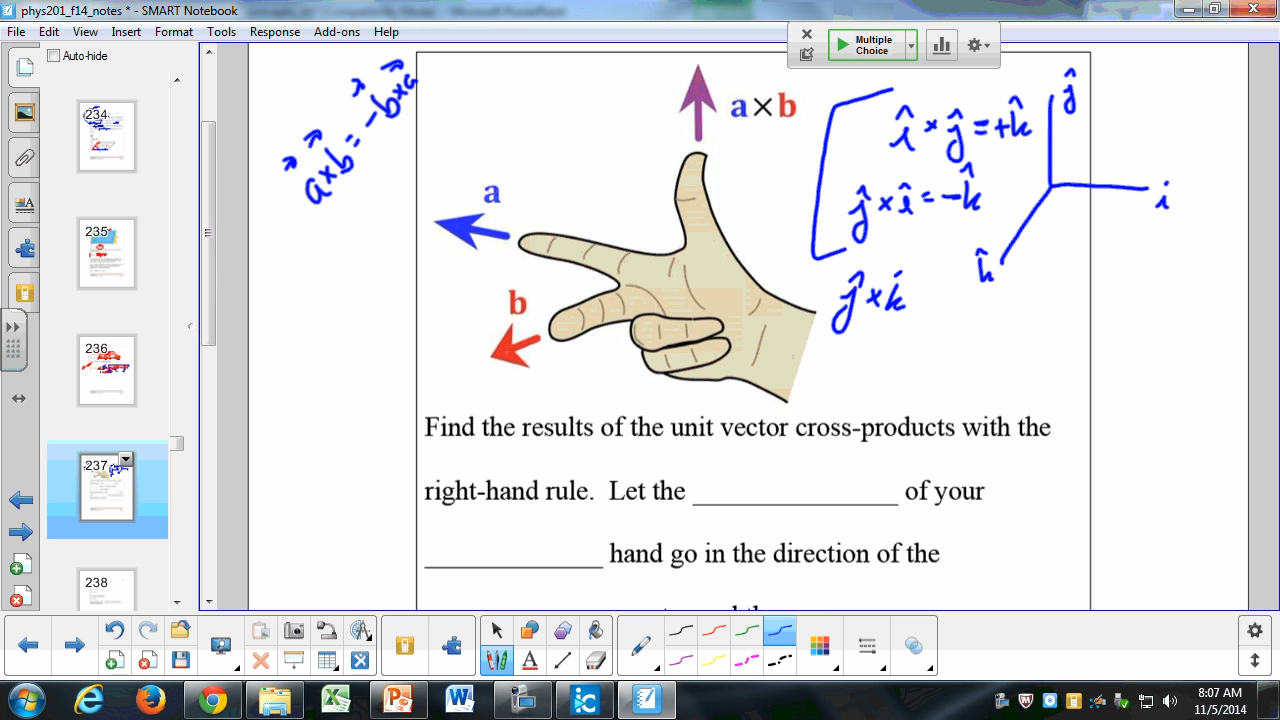 phys201_f14_notes * - SMART Notebook
File Edit View Insert Format Tools Response Add-ons Help
Multiple Choice
Auto-hide
234
235
236
237
238
a⃗×b⃗ = -b⃗×a⃗
a×b
a
b
î × ĵ = +k̂
ĵ × î = -k̂
ĵ × k̂
ĵ
i
k̂
Find the results of the unit vector cross-products with the
right-hand rule. Let the _______________ of your
_____________ hand go in the direction of the
8:07 AM
11/5/2014